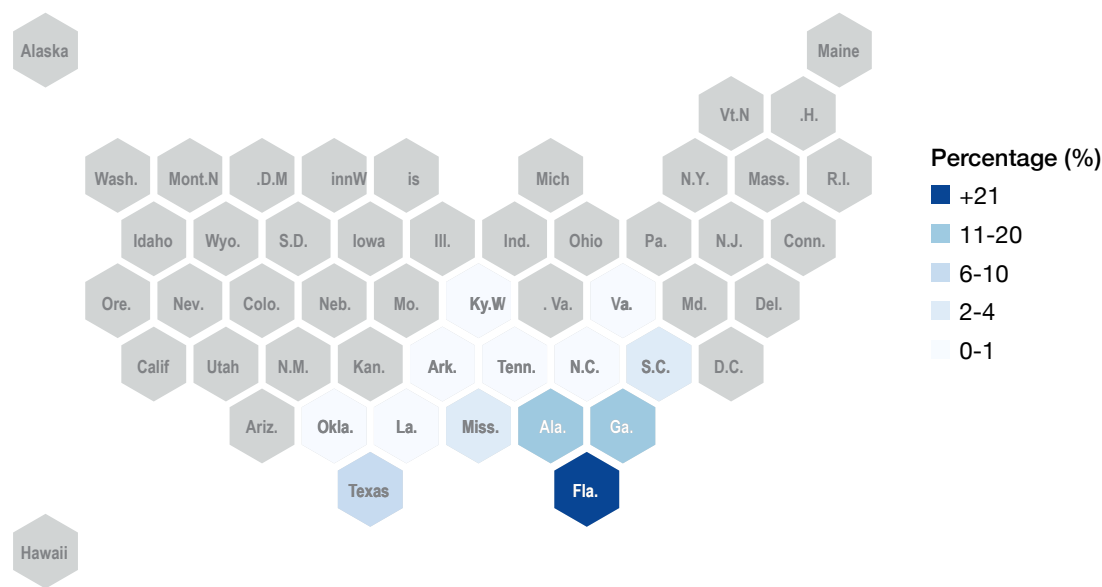 Alaska
Maine
Vt.N
.H.
Wash.
Mont.N
.D.M
innW
is
Mich
N.Y.
Mass.
R.I.
Idaho
Wyo.
S.D.
Iowa
Ill.
Ind.
Ohio
Pa.
N.J.
Conn.
Ore.
Nev.
Colo.
Neb.
Mo.
Ky.W
. Va.
Va.
Md.
Del.
Calif
Utah
N.M.
Kan.
Ark.
Tenn.
N.C.
S.C.
D.C.
Ariz.
Okla.
La.
Miss.
Ala.
Ga.
Texas
Fla.
Hawaii
Percentage (%)
+21
11-20
6-10
2-4
0-1